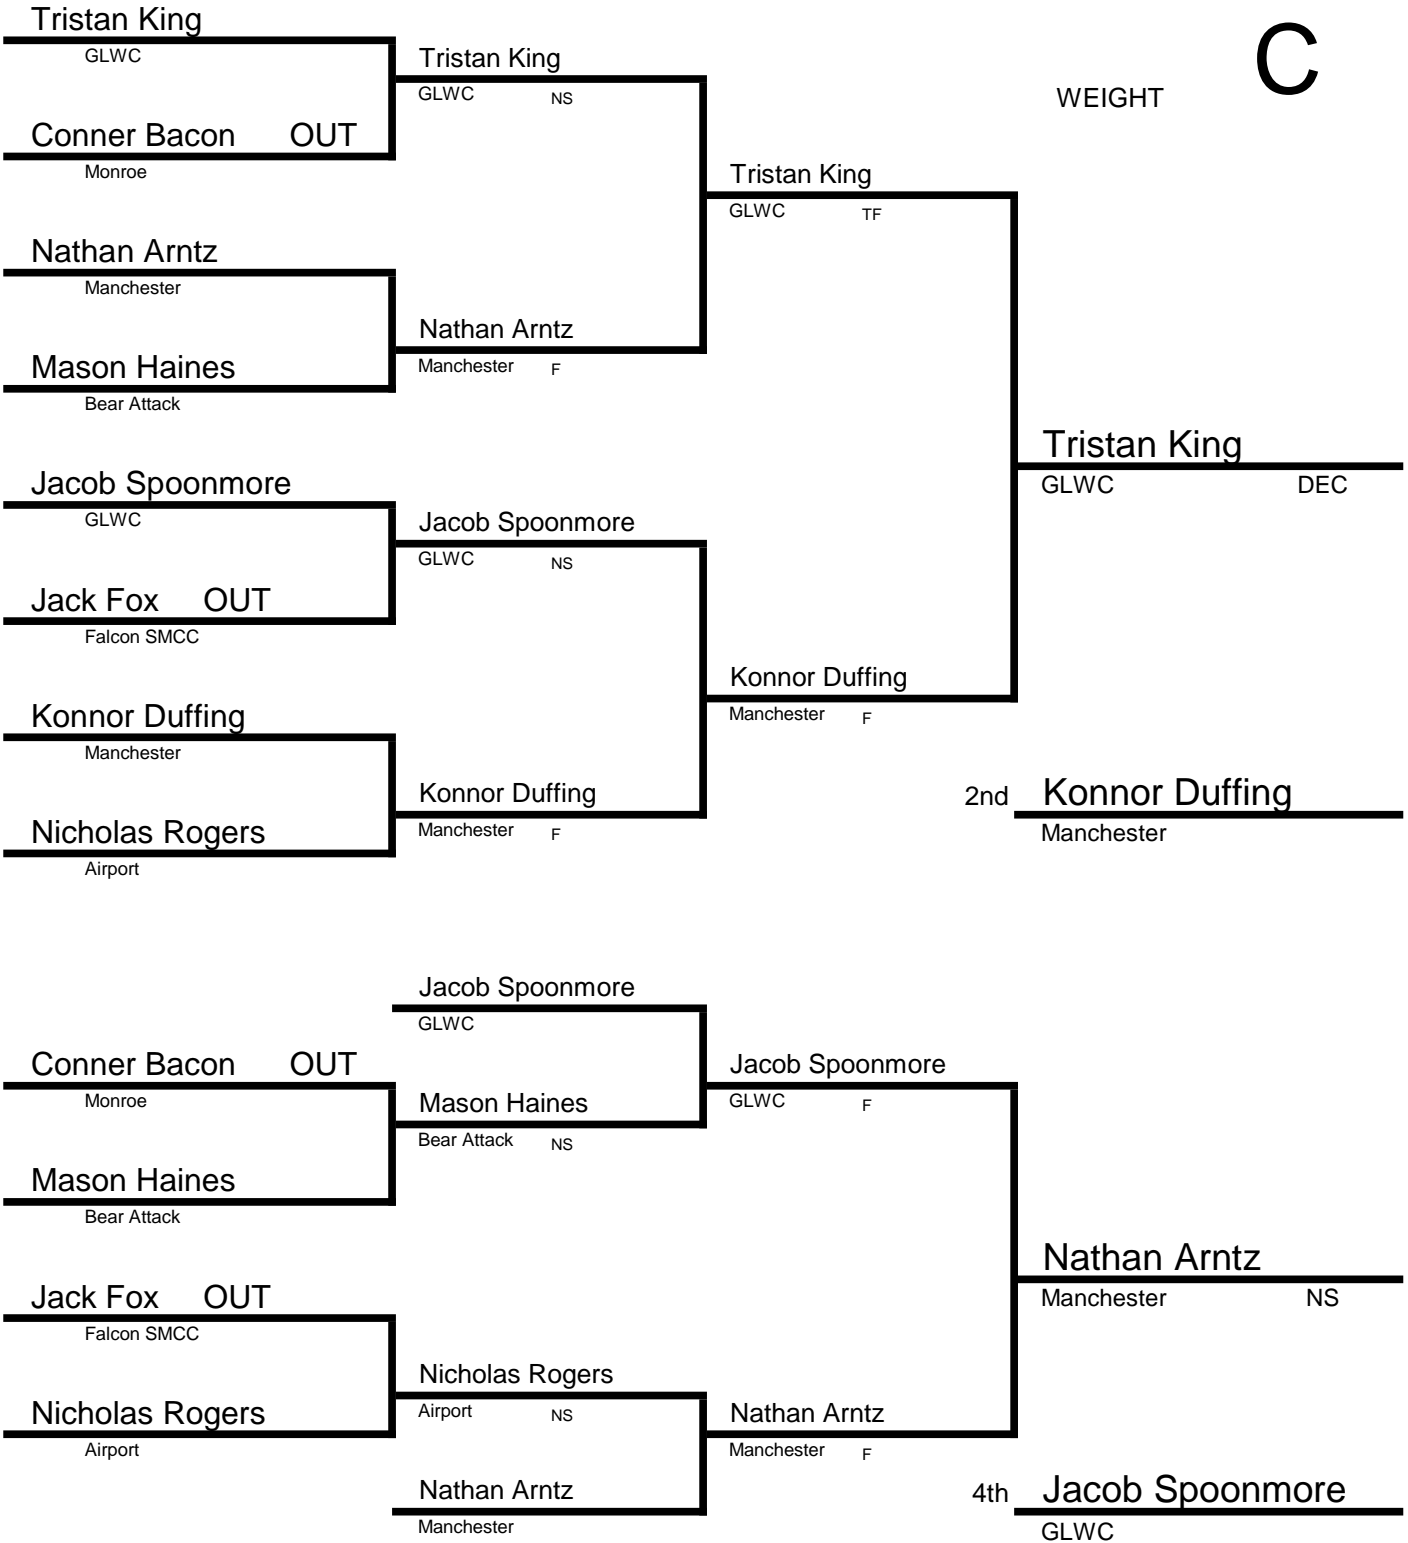 Tristan King
GLWC
Tristan King
GLWC NS
C
WEIGHT
Conner Bacon OUT
Monroe
Tristan King
GLWC TF
Nathan Arntz
Manchester
Nathan Arntz
Manchester F
Mason Haines
Bear Attack
Tristan King
GLWC DEC
Jacob Spoonmore
GLWC
Jacob Spoonmore
GLWC NS
Jack Fox OUT
Falcon SMCC
Konnor Duffing
Manchester F
Konnor Duffing
Manchester
Konnor Duffing
Manchester F
2nd Konnor Duffing
Manchester
Nicholas Rogers
Airport
Jacob Spoonmore
GLWC
Conner Bacon OUT
Monroe
Jacob Spoonmore
GLWC F
Mason Haines
Bear Attack NS
Mason Haines
Bear Attack
Nathan Arntz
Manchester NS
Jack Fox OUT
Falcon SMCC
Nicholas Rogers
Airport NS
Nicholas Rogers
Airport
Nathan Arntz
Manchester F
Nathan Arntz
Manchester
4th Jacob Spoonmore
GLWC